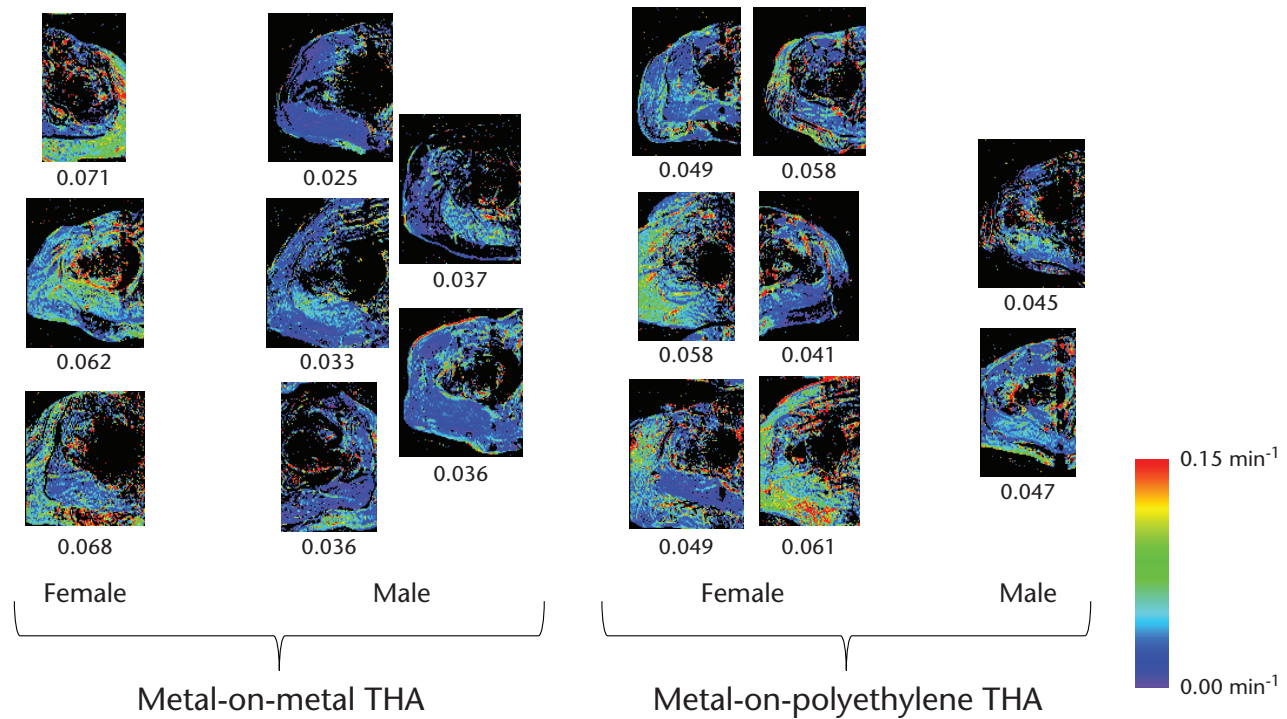 0.071
0.062
0.068
Female
0.025
0.033
0.036
0.037
0.036
Male
Metal-on-metal THA
0.049
0.058
0.058
0.041
0.049
0.061
Female
0.045
0.047
Male
Metal-on-polyethylene THA
0.15 min⁻¹
0.00 min⁻¹